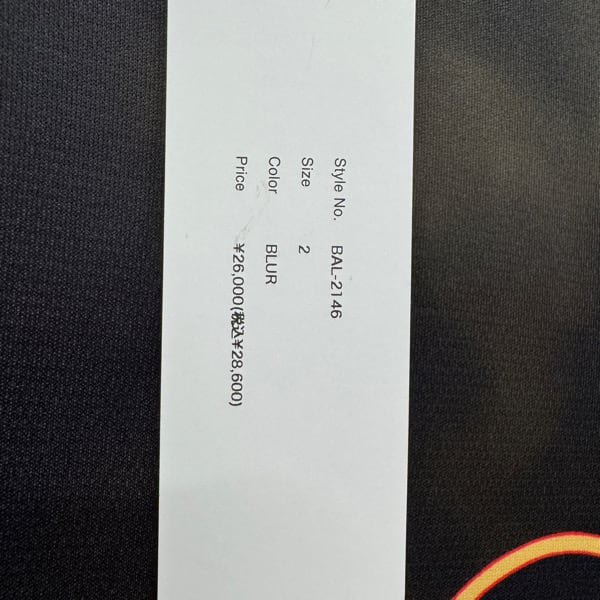 Style No. BAL-2146
Size 2
Color BLUR
Price ¥26,000(税込¥28,600)